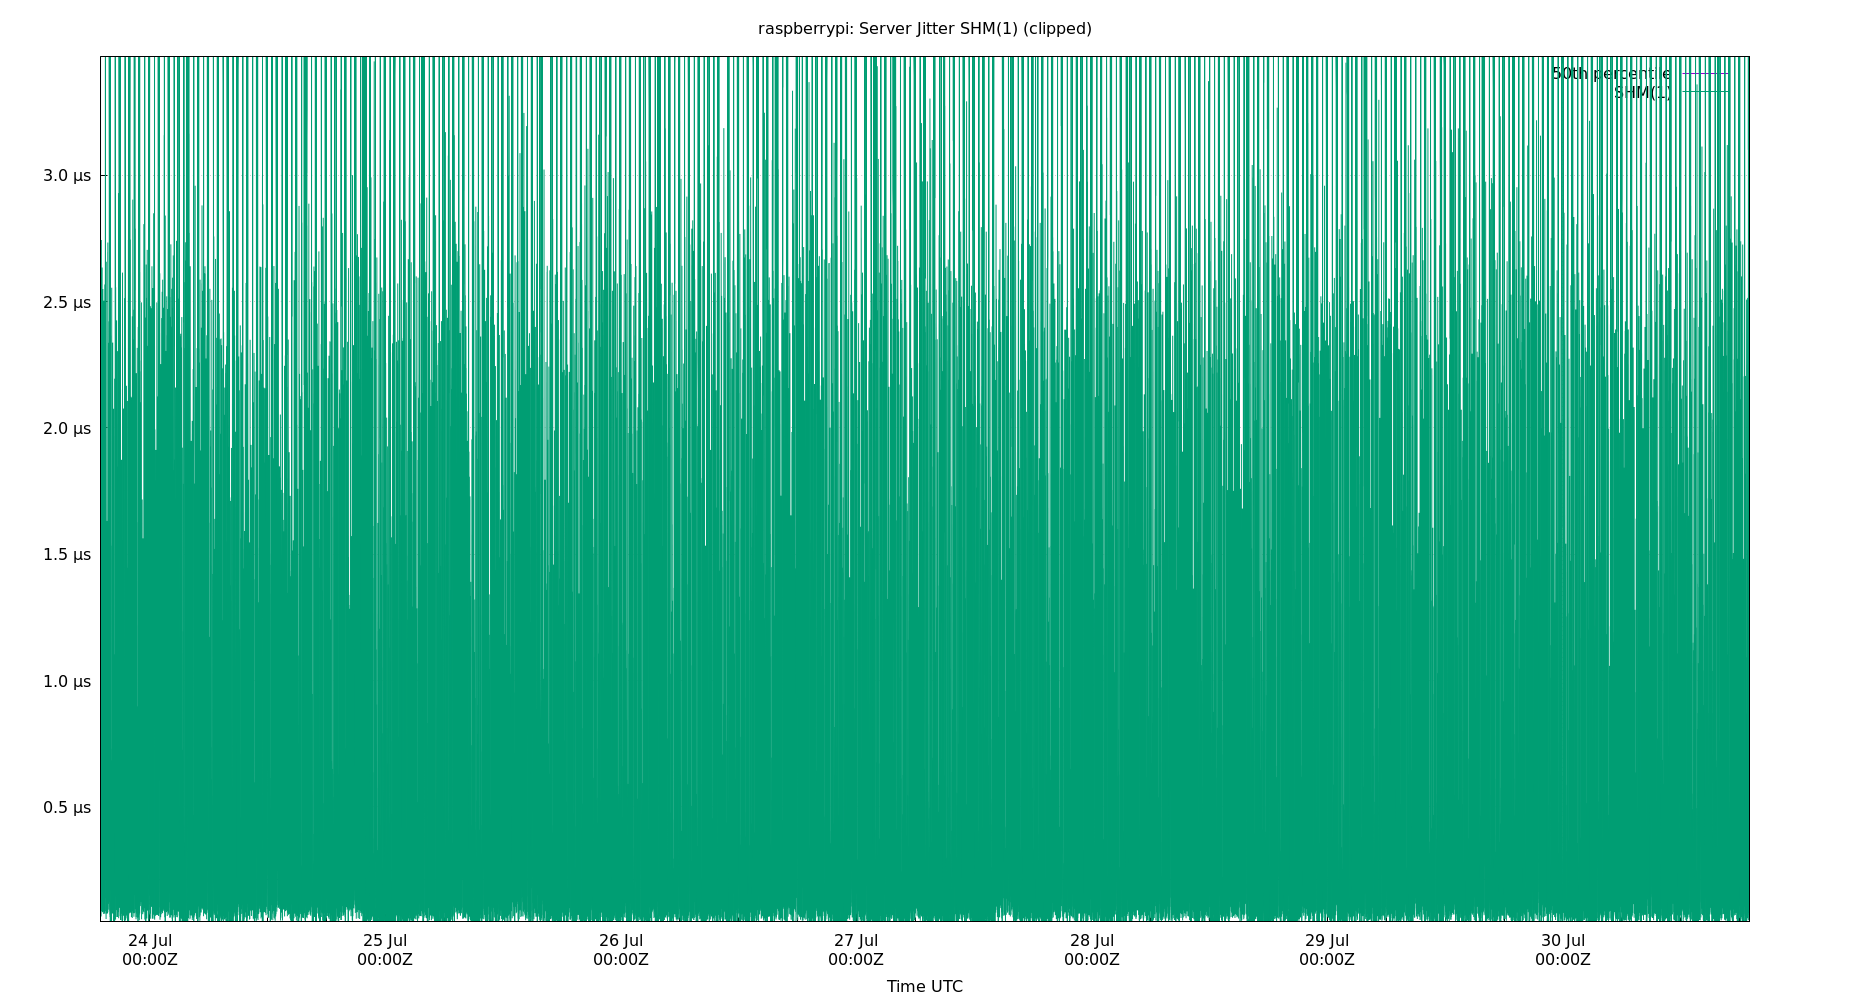 raspberrypi: Server Jitter SHM(1) (clipped)
50th percentile
SHM(1)
3.0 µs
2.5 µs
2.0 µs
1.5 µs
1.0 µs
0.5 µs
24 Jul 25 Jul 26 Jul 27 Jul 28 Jul 29 Jul 30 Jul
00:00Z 00:00Z 00:00Z 00:00Z 00:00Z 00:00Z 00:00Z
Time UTC